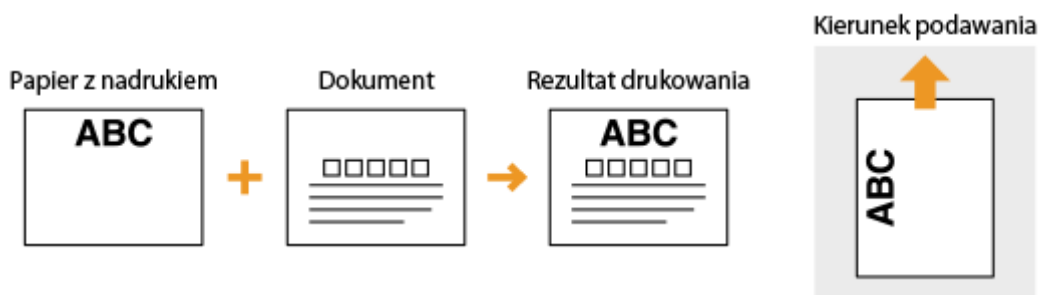 Kierunek podawania
Papier z nadrukiem
Dokument
Rezultat drukowania
ABC
ABC
ABC